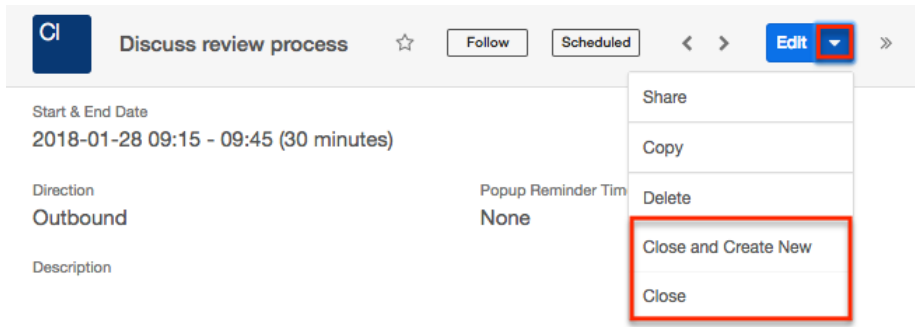 Cl
Discuss review process
Follow
Scheduled
Edit
Share
Copy
Delete
Close and Create New
Close
Start & End Date
2018-01-28 09:15 - 09:45 (30 minutes)
Direction
Outbound
Popup Reminder Tim
None
Description